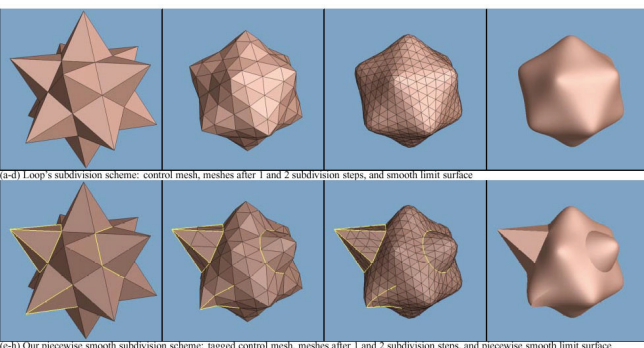 (a-d) Loop's subdivision scheme: control mesh, meshes after 1 and 2 subdivision steps, and smooth limit surface
(e-h) Our piecewise smooth subdivision scheme: tagged control mesh, meshes after 1 and 2 subdivision steps, and piecewise smooth limit surface